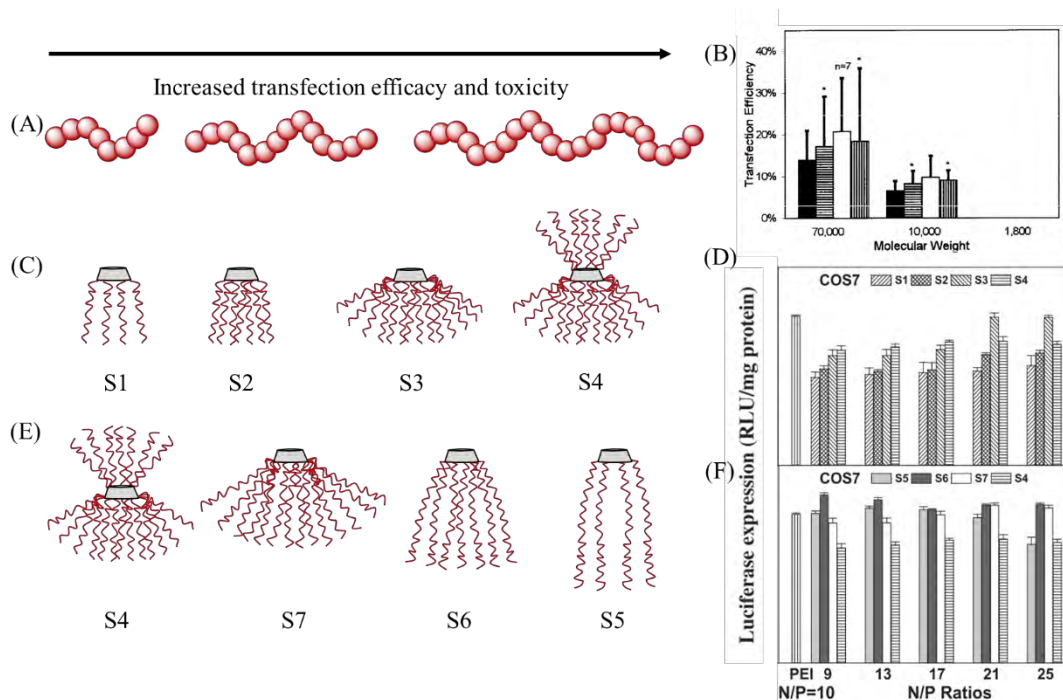 Increased transfection efficacy and toxicity
(A)
(B)
Transfection Efficiency
40%
30%
20%
10%
0%
*
n=7
*
*
*
70,000
10,000
1,800
Molecular Weight
(C)
S1
S2
S3
S4
(D)
COS7
S1
S2
S3
S4
Luciferase expression (RLU/mg protein)
(E)
S4
S7
S6
S5
(F)
COS7
S5
S6
S7
S4
PEI 9 13 17 21 25
N/P=10 N/P Ratios